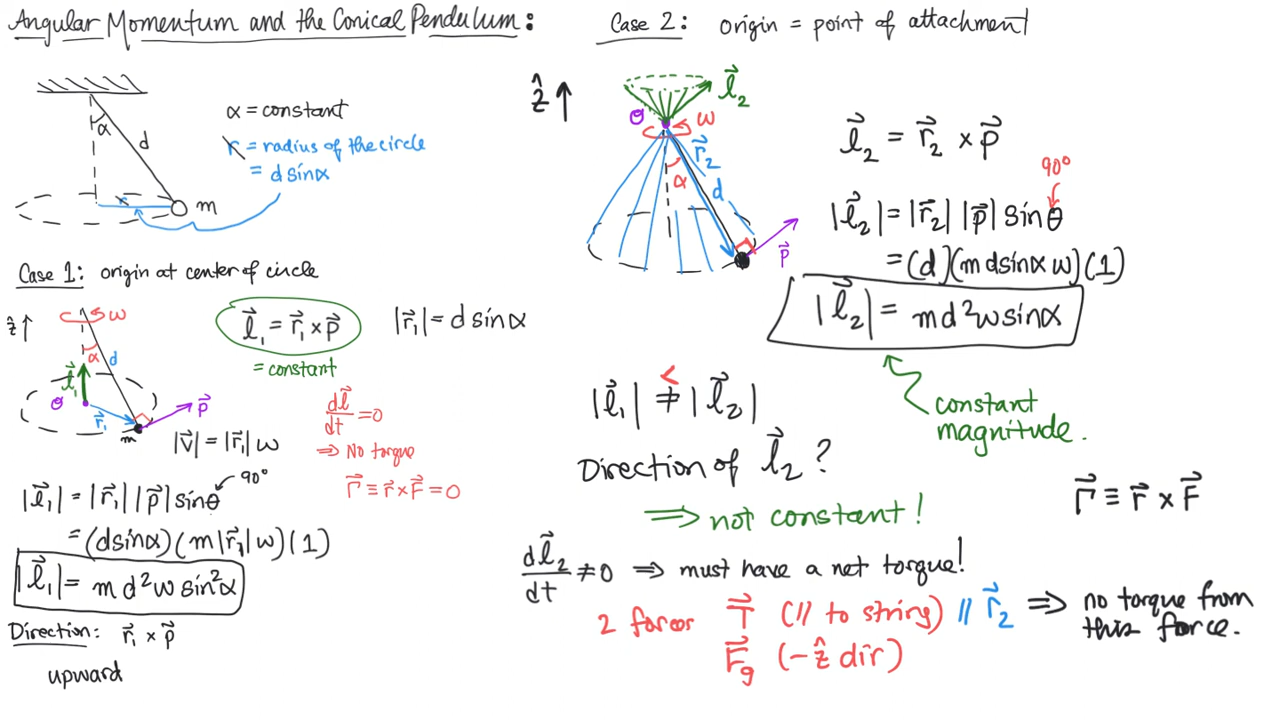 Angular Momentum and the Conical Pendulum:
α
d
α = constant
r = radius of the circle
= d sinα
r
m
Case 1: origin at center of circle
ẑ ↑
ω
α
d
l⃗₁
O
r⃗₁
m
p⃗
l⃗₁ = r⃗₁ × p⃗
= constant
|r⃗₁| = d sinα
dl⃗/dt = 0
⇒ No torque
Γ⃗ ≡ r⃗ × F⃗ = 0
|v⃗| = |r⃗₁| ω
90°
|l⃗₁| = |r⃗₁| |p⃗| sinθ
= (d sinα)(m|r⃗₁|ω)(1)
|l⃗₁| = m d²ω sin²α
Direction: r⃗₁ × p⃗
upward
Case 2: origin = point of attachment
ẑ ↑
l⃗₂
O
ω
r⃗₂
α
d
p⃗
l⃗₂ = r⃗₂ × p⃗
90°
|l⃗₂| = |r⃗₂| |p⃗| sinθ
= (d)(m d sinα ω)(1)
|l⃗₂| = m d²ω sinα
constant
magnitude.
<
|l⃗₁| ≠ |l⃗₂|
Direction of l⃗₂ ?
⇒ not constant!
Γ⃗ ≡ r⃗ × F⃗
dl⃗₂/dt ≠ 0 ⇒ must have a net torque!
2 forces T⃗ (// to string) // r⃗₂ ⇒ no torque from
this force.
F⃗g (-ẑ dir)